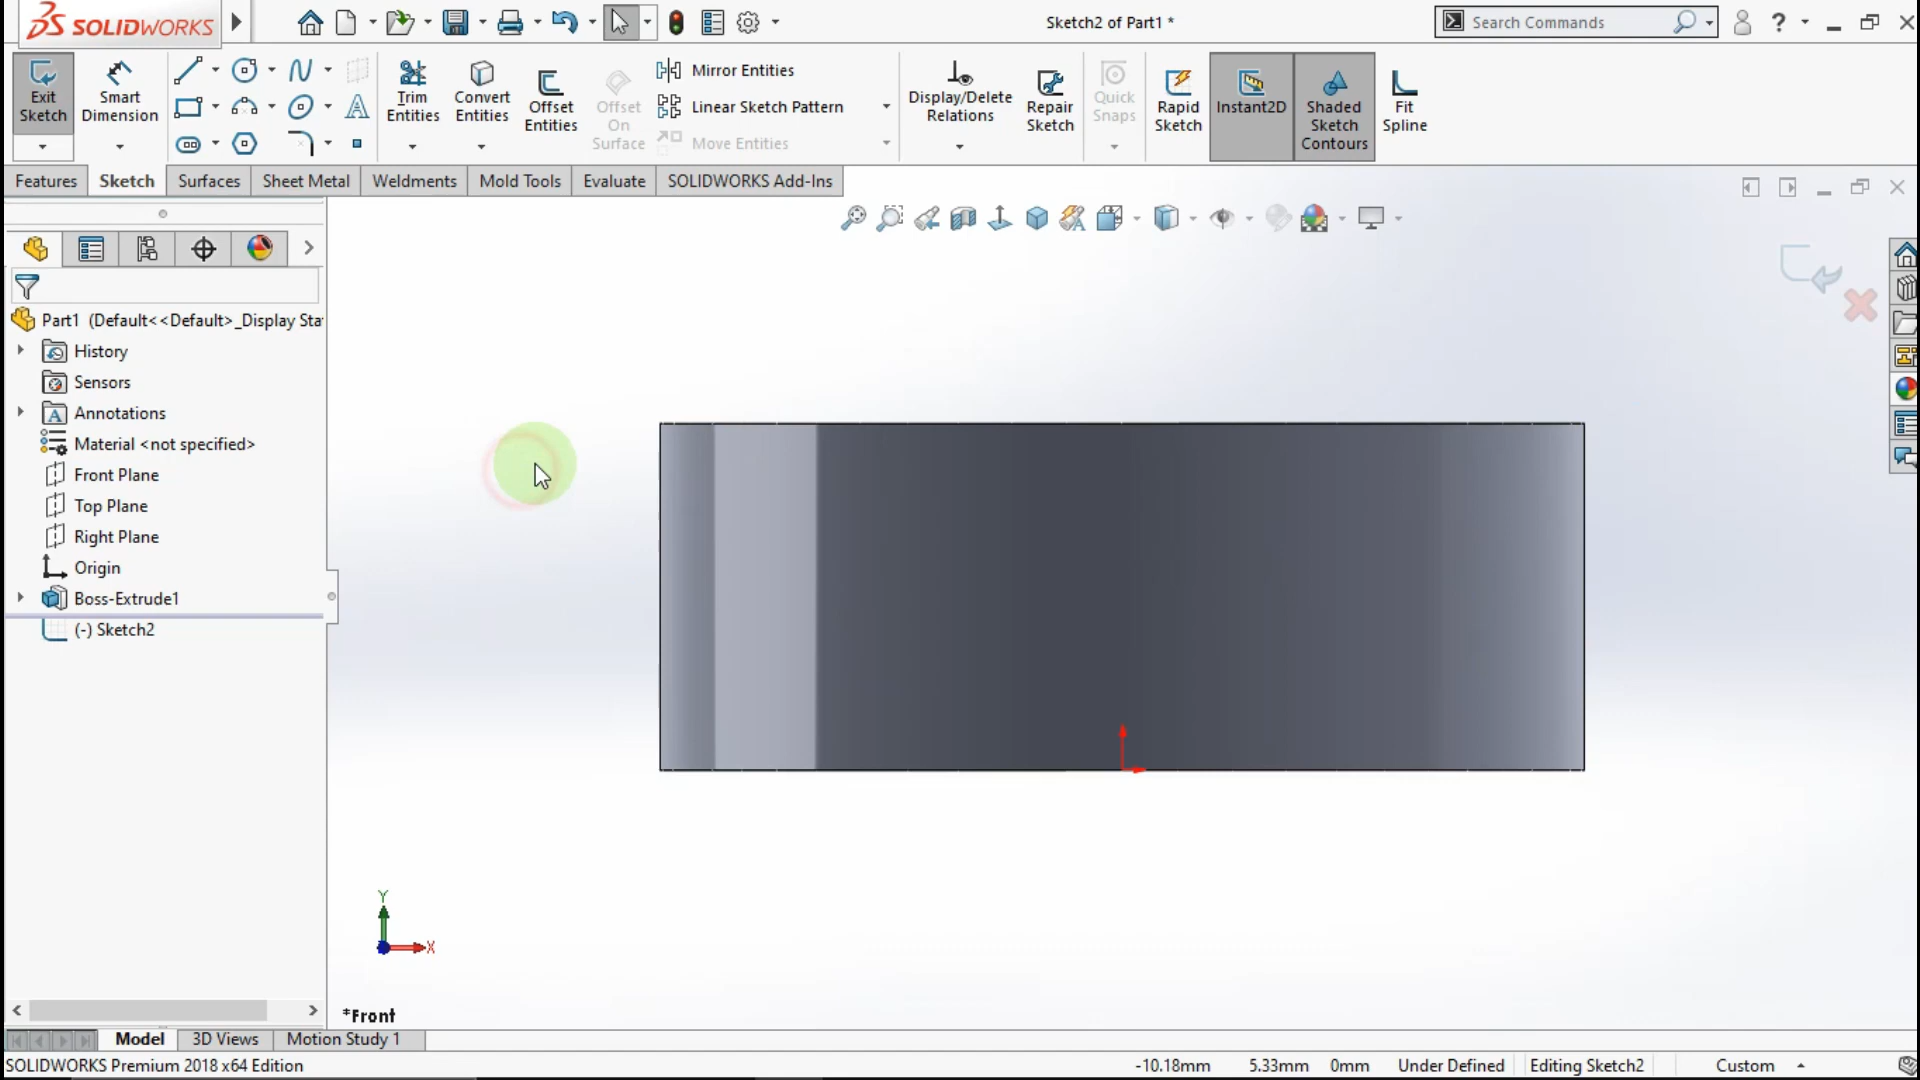 SOLIDWORKS
Sketch2 of Part1 *
Search Commands
Exit Sketch
Smart Dimension
Trim Entities
Convert Entities
Offset Entities
Offset On Surface
Mirror Entities
Linear Sketch Pattern
Move Entities
Display/Delete Relations
Repair Sketch
Quick Snaps
Rapid Sketch
Instant2D
Shaded Sketch Contours
Fit Spline
Features
Sketch
Surfaces
Sheet Metal
Weldments
Mold Tools
Evaluate
SOLIDWORKS Add-Ins
Part1 (Default<<Default>_Display Sta
History
Sensors
Annotations
Material <not specified>
Front Plane
Top Plane
Right Plane
Origin
Boss-Extrude1
(-) Sketch2
Y
X
*Front
Model
3D Views
Motion Study 1
SOLIDWORKS Premium 2018 x64 Edition
-10.18mm
5.33mm
0mm
Under Defined
Editing Sketch2
Custom